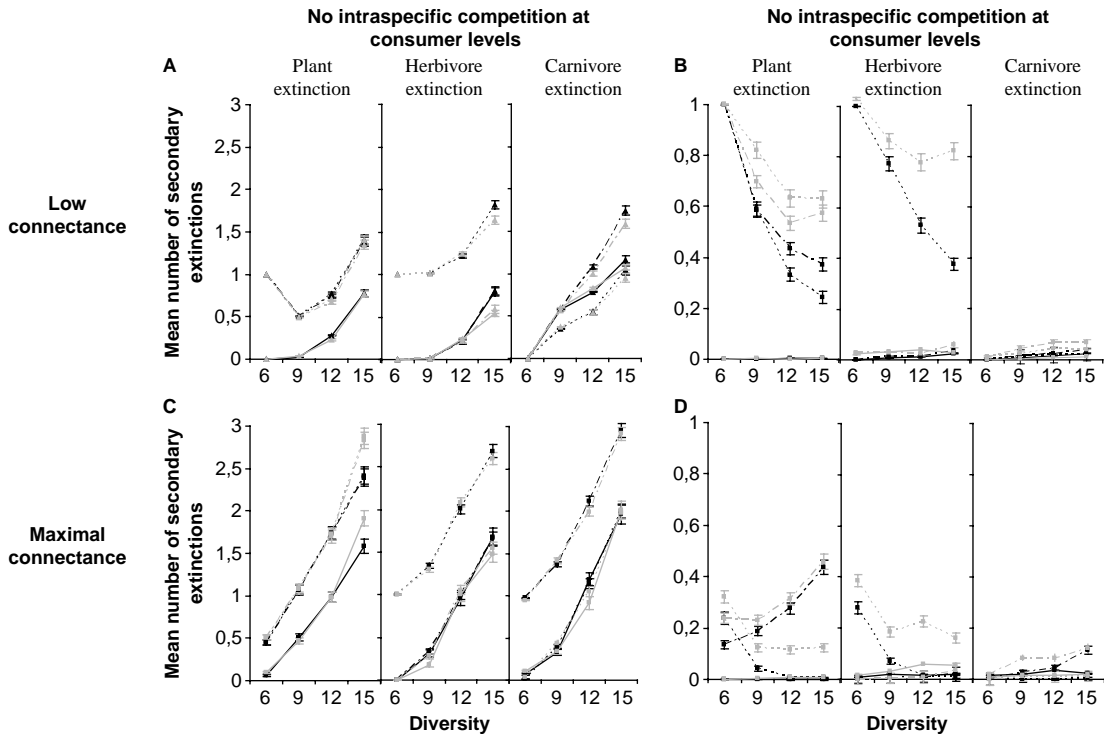 No intraspecific competition at
consumer levels
No intraspecific competition at
consumer levels
A
Plant
extinction
Herbivore
extinction
Carnivore
extinction
B
Plant
extinction
Herbivore
extinction
Carnivore
extinction
Low
connectance
Mean number of secondary
extinctions
3
2,5
2
1,5
1
0,5
0
6 9 12 15 6 9 12 15 6 9 12 15
1
0,8
0,6
0,4
0,2
0
6 9 12 15 6 9 12 15 6 9 12 15
C
D
Maximal
connectance
Mean number of secondary
extinctions
3
2,5
2
1,5
1
0,5
0
6 9 12 15 6 9 12 15 6 9 12 15
Diversity
1
0,8
0,6
0,4
0,2
0
6 9 12 15 6 9 12 15 6 9 12 15
Diversity